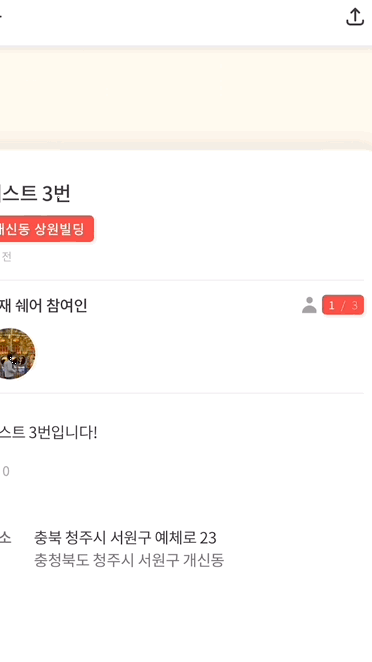 스트 3번
개신동 상원빌딩
전
재 쉐어 참여인
1 / 3
스트 3번입니다!
0
소
충북 청주시 서원구 예체로 23
충청북도 청주시 서원구 개신동